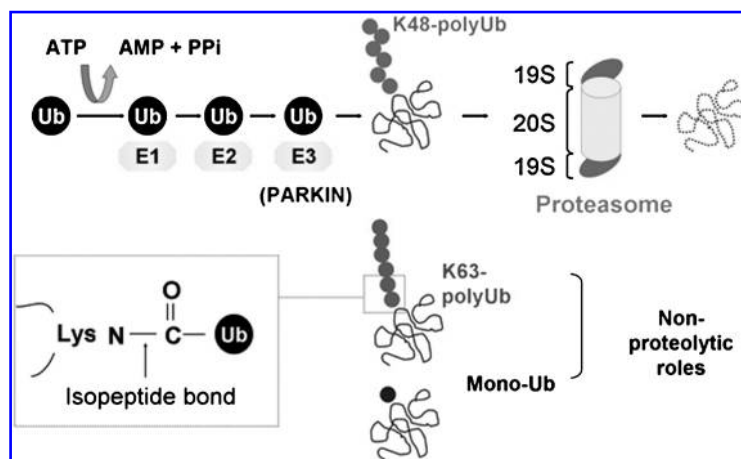 ATP AMP + PPi
K48-polyUb
Ub Ub Ub Ub
E1 E2 E3
(PARKIN)
19S
20S
19S
Proteasome
K63-
polyUb
O
Lys N C Ub
Isopeptide bond
Mono-Ub
Non-
proteolytic
roles